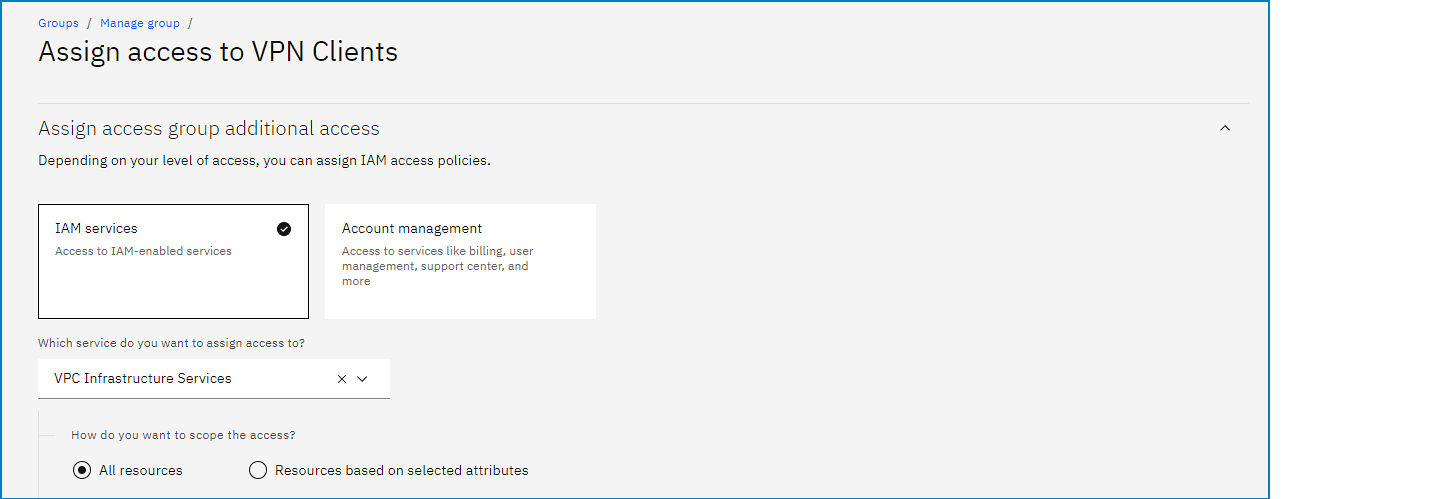 Groups / Manage group /
Assign access to VPN Clients
Assign access group additional access
Depending on your level of access, you can assign IAM access policies.
IAM services
Access to IAM-enabled services
Account management
Access to services like billing, user
management, support center, and
more
Which service do you want to assign access to?
VPC Infrastructure Services
How do you want to scope the access?
All resources
Resources based on selected attributes